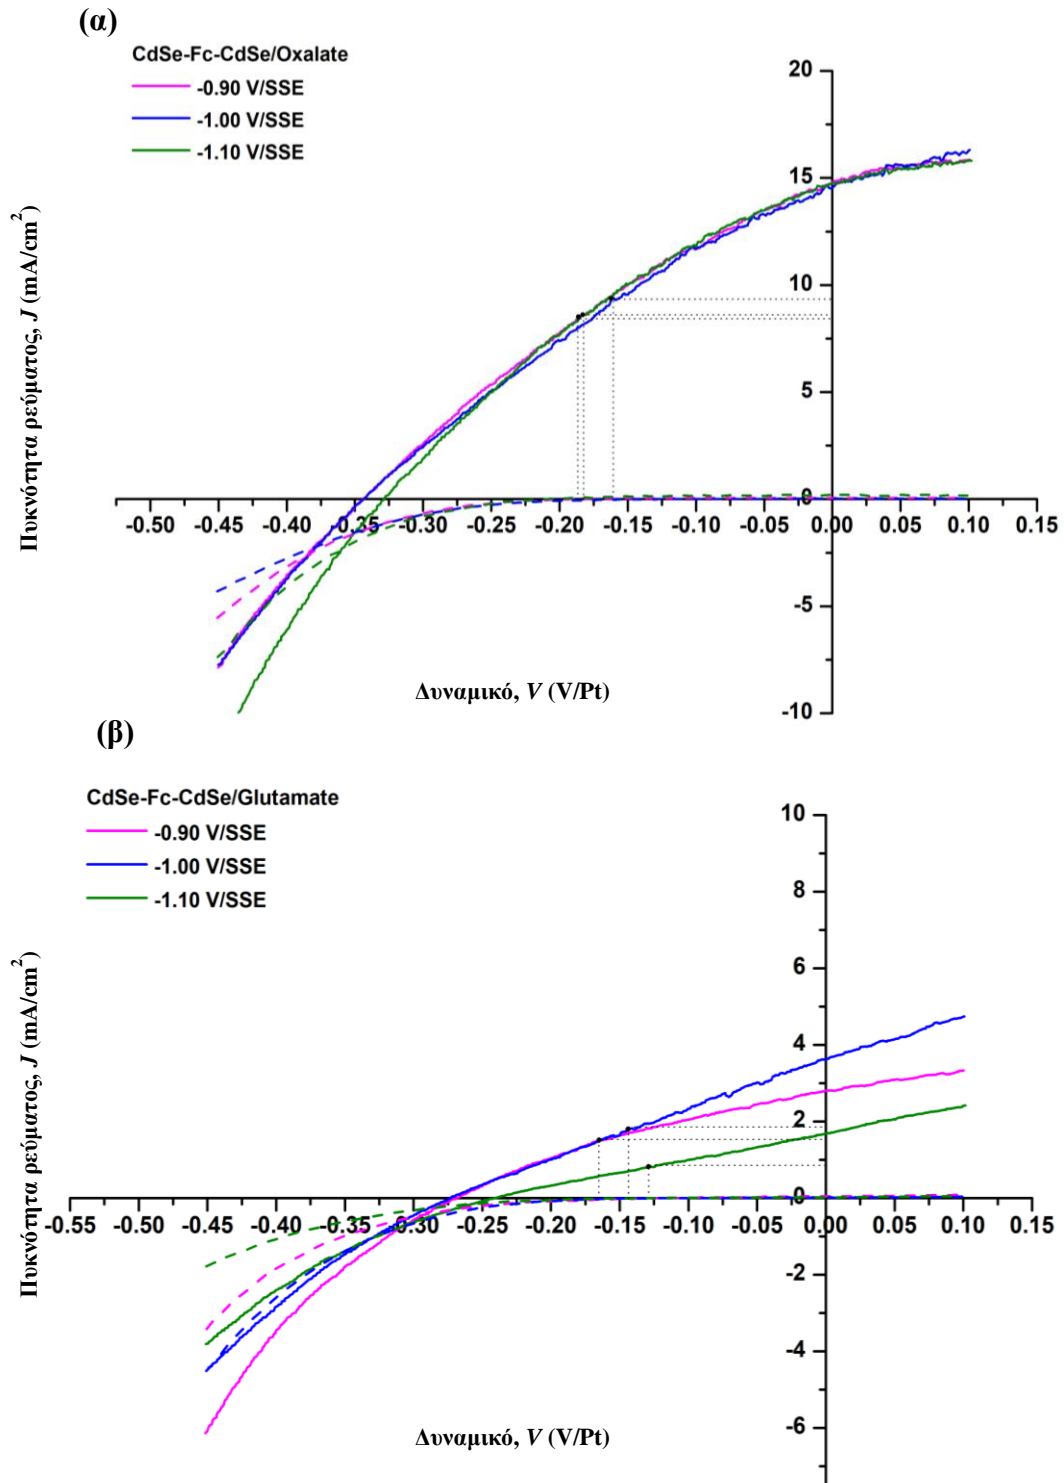 (α)
CdSe-Fc-CdSe/Oxalate
-0.90 V/SSE
-1.00 V/SSE
-1.10 V/SSE
Πυκνότητα ρεύματος, J (mA/cm²)
20
15
10
5
0
-5
-10
-0.50 -0.45 -0.40 -0.35 -0.30 -0.25 -0.20 -0.15 -0.10 -0.05 0.00 0.05 0.10 0.15
Δυναμικό, V (V/Pt)
(β)
CdSe-Fc-CdSe/Glutamate
-0.90 V/SSE
-1.00 V/SSE
-1.10 V/SSE
Πυκνότητα ρεύματος, J (mA/cm²)
10
8
6
4
2
0
-2
-4
-6
-0.55 -0.50 -0.45 -0.40 -0.35 -0.30 -0.25 -0.20 -0.15 -0.10 -0.05 0.00 0.05 0.10 0.15
Δυναμικό, V (V/Pt)